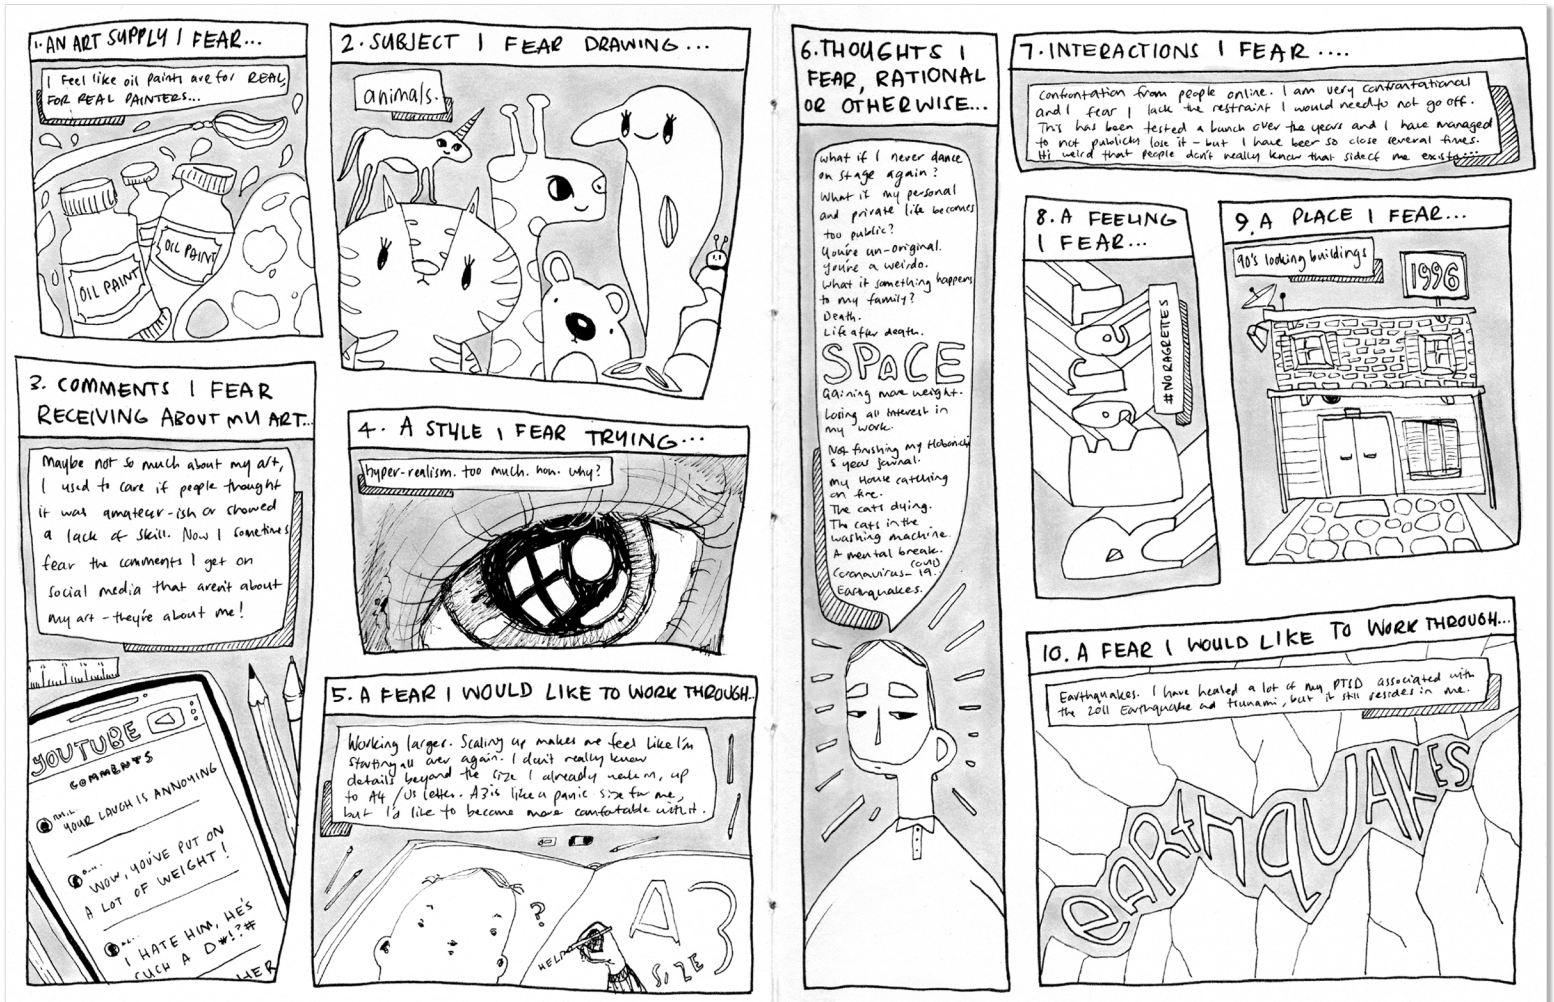 1. AN ART SUPPLY I FEAR...
I feel like oil paints are for REAL,
FOR REAL PAINTERS...
OIL PAINT
OIL PAINT
2. SUBJECT I FEAR DRAWING...
animals.
3. COMMENTS I FEAR
RECEIVING ABOUT MY ART...
Maybe not so much about my art,
I used to care if people thought
it was amateur-ish or showed
a lack of skill. Now I sometimes
fear the comments I get on
social media that aren't about
my art - they're about me!
YOUTUBE
COMMENTS
YOUR LAUGH IS ANNOYING
WOW, YOU'VE PUT ON
A LOT OF WEIGHT!
I HATE HIM, HE'S
SUCH A D*!?#
HER
4. A STYLE I FEAR TRYING...
hyper-realism. too much. how. why?
5. A FEAR I WOULD LIKE TO WORK THROUGH...
Working larger. Scaling up makes me feel like I'm
starting all over again. I don't really know
details beyond the size I already work in, up
to A4 / US letter. A3 is like a panic size for me,
but I'd like to become more comfortable with it.
?
HELP
A3
SIZE
6. THOUGHTS I
FEAR, RATIONAL
OR OTHERWISE...
what if I never dance
on stage again?
What if my personal
and private life becomes
too public?
You're un-original.
You're a weirdo.
What if something happens
to my family?
Death.
Life after death.
SPACE
Gaining more weight.
Losing all interest in
my work.
Not finishing my Hobonichi
5 year journal.
my House catching
on fire.
The cats dying.
The cats in the
washing machine.
A mental break.
Coronavirus - COVID 19.
Earthquakes.
7. INTERACTIONS I FEAR ....
Confrontation from people online. I am very confrontational
and I fear I lack the restraint I would need to not go off.
This has been tested a bunch over the years and I have managed
to not publicly lose it - but I have been so close several times.
It's weird that people don't really know that side of me exists...
8. A FEELING
I FEAR...
regret
#NORAGRETTES
9. A PLACE I FEAR...
90's looking buildings
1996
10. A FEAR I WOULD LIKE TO WORK THROUGH...
Earthquakes. I have healed a lot of my PTSD associated with
the 2011 Earthquake and tsunami, but it still resides in me.
eARtHQUAKES